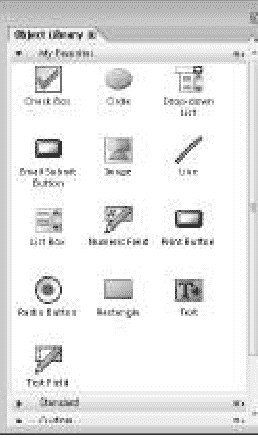 Object Library
My Favorites
Check Box
Circle
Drop-down
List
Email Submit
Button
Image
Line
List Box
Numeric Field
Print Button
Radio Button
Rectangle
Text
Text Field
Standard
Custom